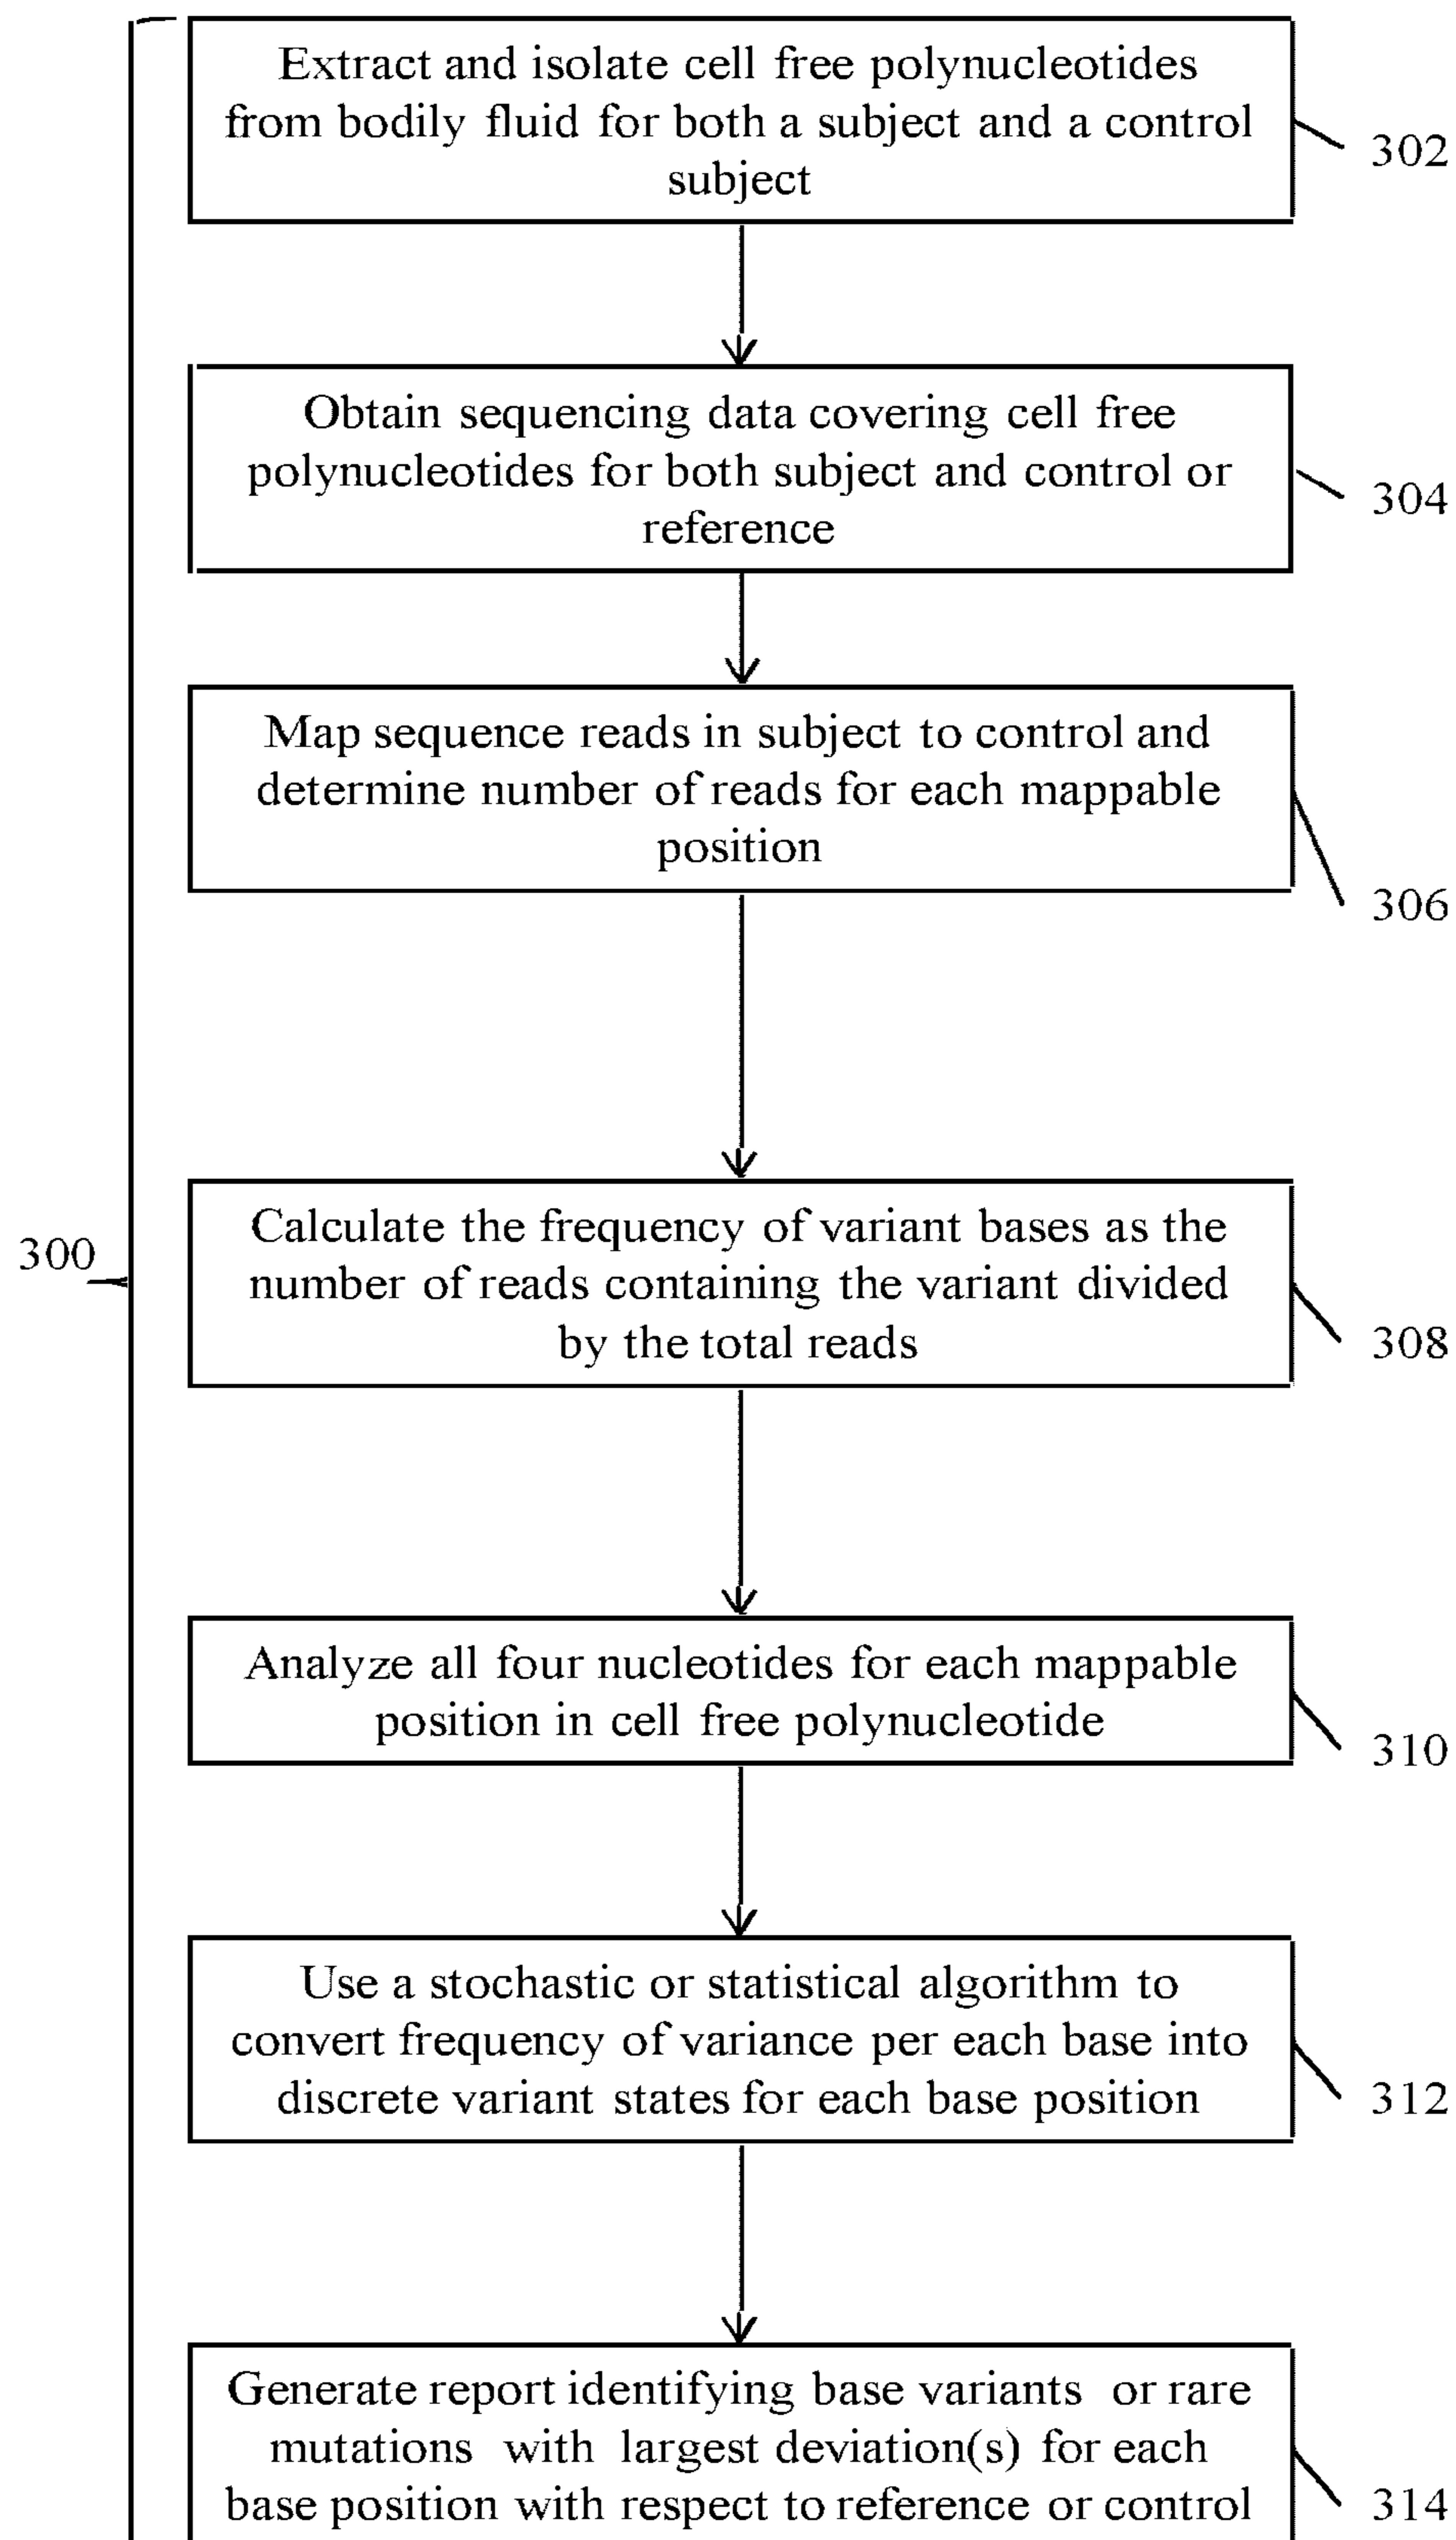 Extract and isolate cell free polynucleotides
from bodily fluid for both a subject and a control
subject
302
Obtain sequencing data covering cell free
polynucleotides for both subject and control or
reference
304
Map sequence reads in subject to control and
determine number of reads for each mappable
position
306
300
Calculate the frequency of variant bases as the
number of reads containing the variant divided
by the total reads
308
Analyze all four nucleotides for each mappable
position in cell free polynucleotide
310
Use a stochastic or statistical algorithm to
convert frequency of variance per each base into
discrete variant states for each base position
312
Generate report identifying base variants or rare
mutations with largest deviation(s) for each
base position with respect to reference or control
314